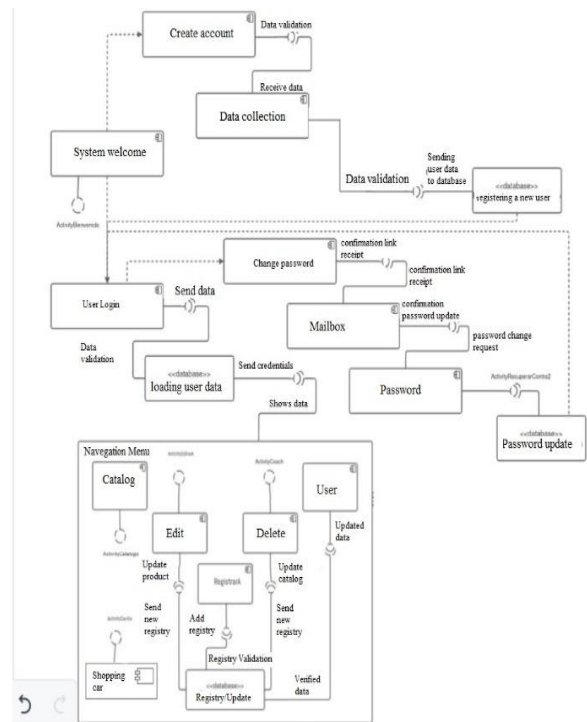 Create account
Data validation
Receive data
Data collection
System welcome
Data validation
Sending
user data
to database
<<database>>
registering a new user
ActivityBienvenida
Change password
confirmation link
receipt
confirmation link
receipt
User Login
Send data
Mailbox
confirmation
password update
Data
validation
password change
request
<<database>>
loading user data
Send credentials
Password
Shows data
<<database>>
Password update
Navigation Menu
Catalog
User
Edit
Delete
Updated
data
Update
product
Update
catalog
Send
new
registry
Add
registry
Send
new
registry
Registry Validation
Shopping
car
<<database>>
Registry/Update
Verified
data